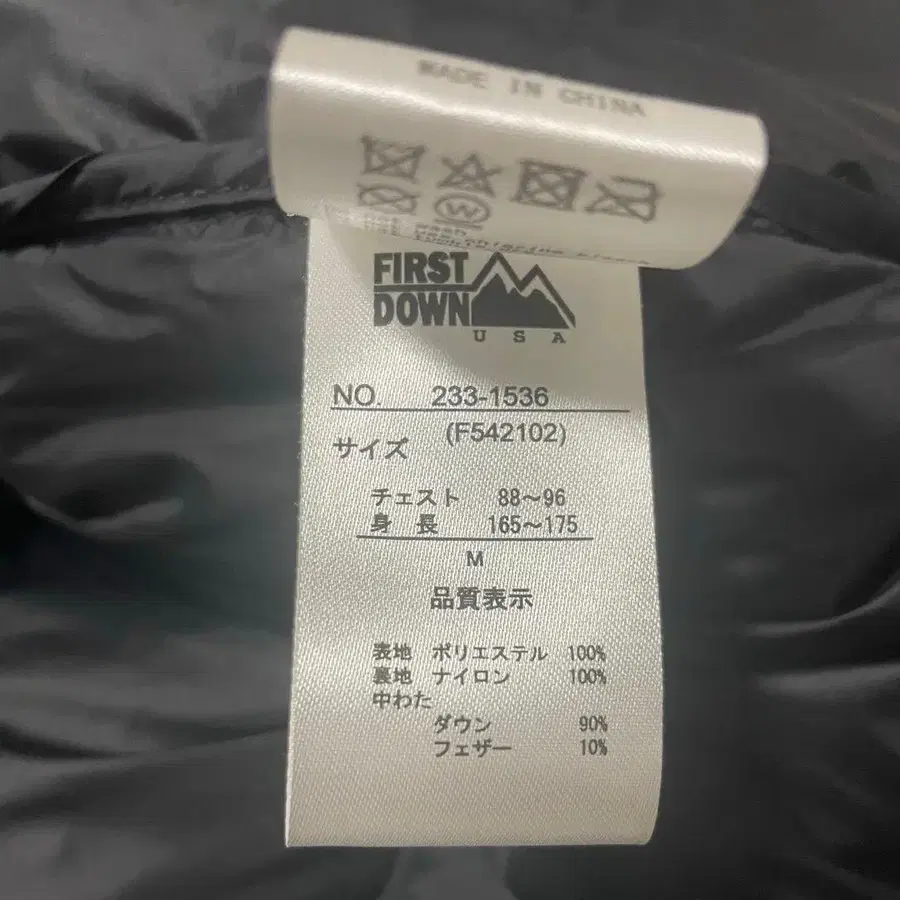 MADE IN CHINA
W
FIRST
DOWN
USA
NO. 233-1536
(F542102)
サイズ
チェスト 88～96
身長 165～175
M
品質表示
表地 ポリエステル 100%
裏地 ナイロン 100%
中わた
ダウン 90%
フェザー 10%